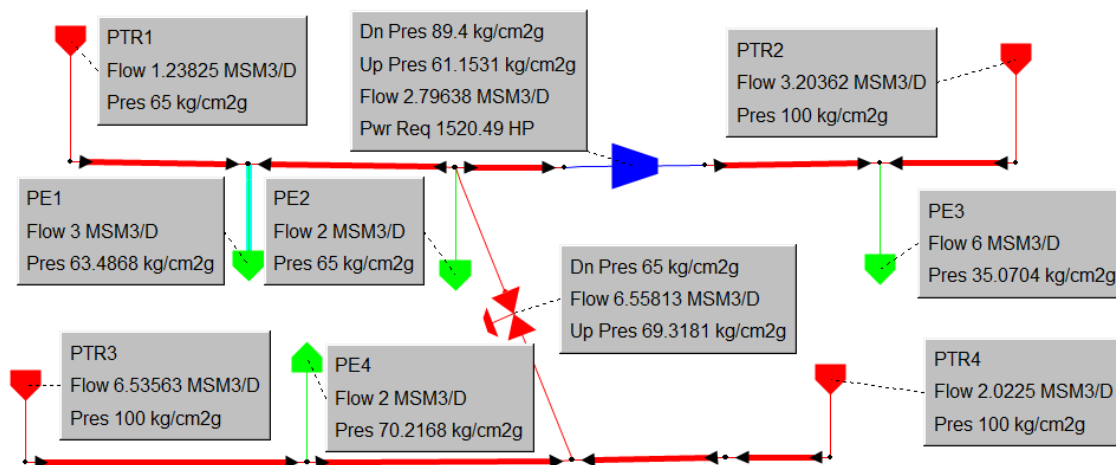 PTR1
Flow 1.23825 MSM3/D
Pres 65 kg/cm2g
Dn Pres 89.4 kg/cm2g
Up Pres 61.1531 kg/cm2g
Flow 2.79638 MSM3/D
Pwr Req 1520.49 HP
PTR2
Flow 3.20362 MSM3/D
Pres 100 kg/cm2g
PE1
Flow 3 MSM3/D
Pres 63.4868 kg/cm2g
PE2
Flow 2 MSM3/D
Pres 65 kg/cm2g
PE3
Flow 6 MSM3/D
Pres 35.0704 kg/cm2g
Dn Pres 65 kg/cm2g
Flow 6.55813 MSM3/D
Up Pres 69.3181 kg/cm2g
PTR3
Flow 6.53563 MSM3/D
Pres 100 kg/cm2g
PE4
Flow 2 MSM3/D
Pres 70.2168 kg/cm2g
PTR4
Flow 2.0225 MSM3/D
Pres 100 kg/cm2g